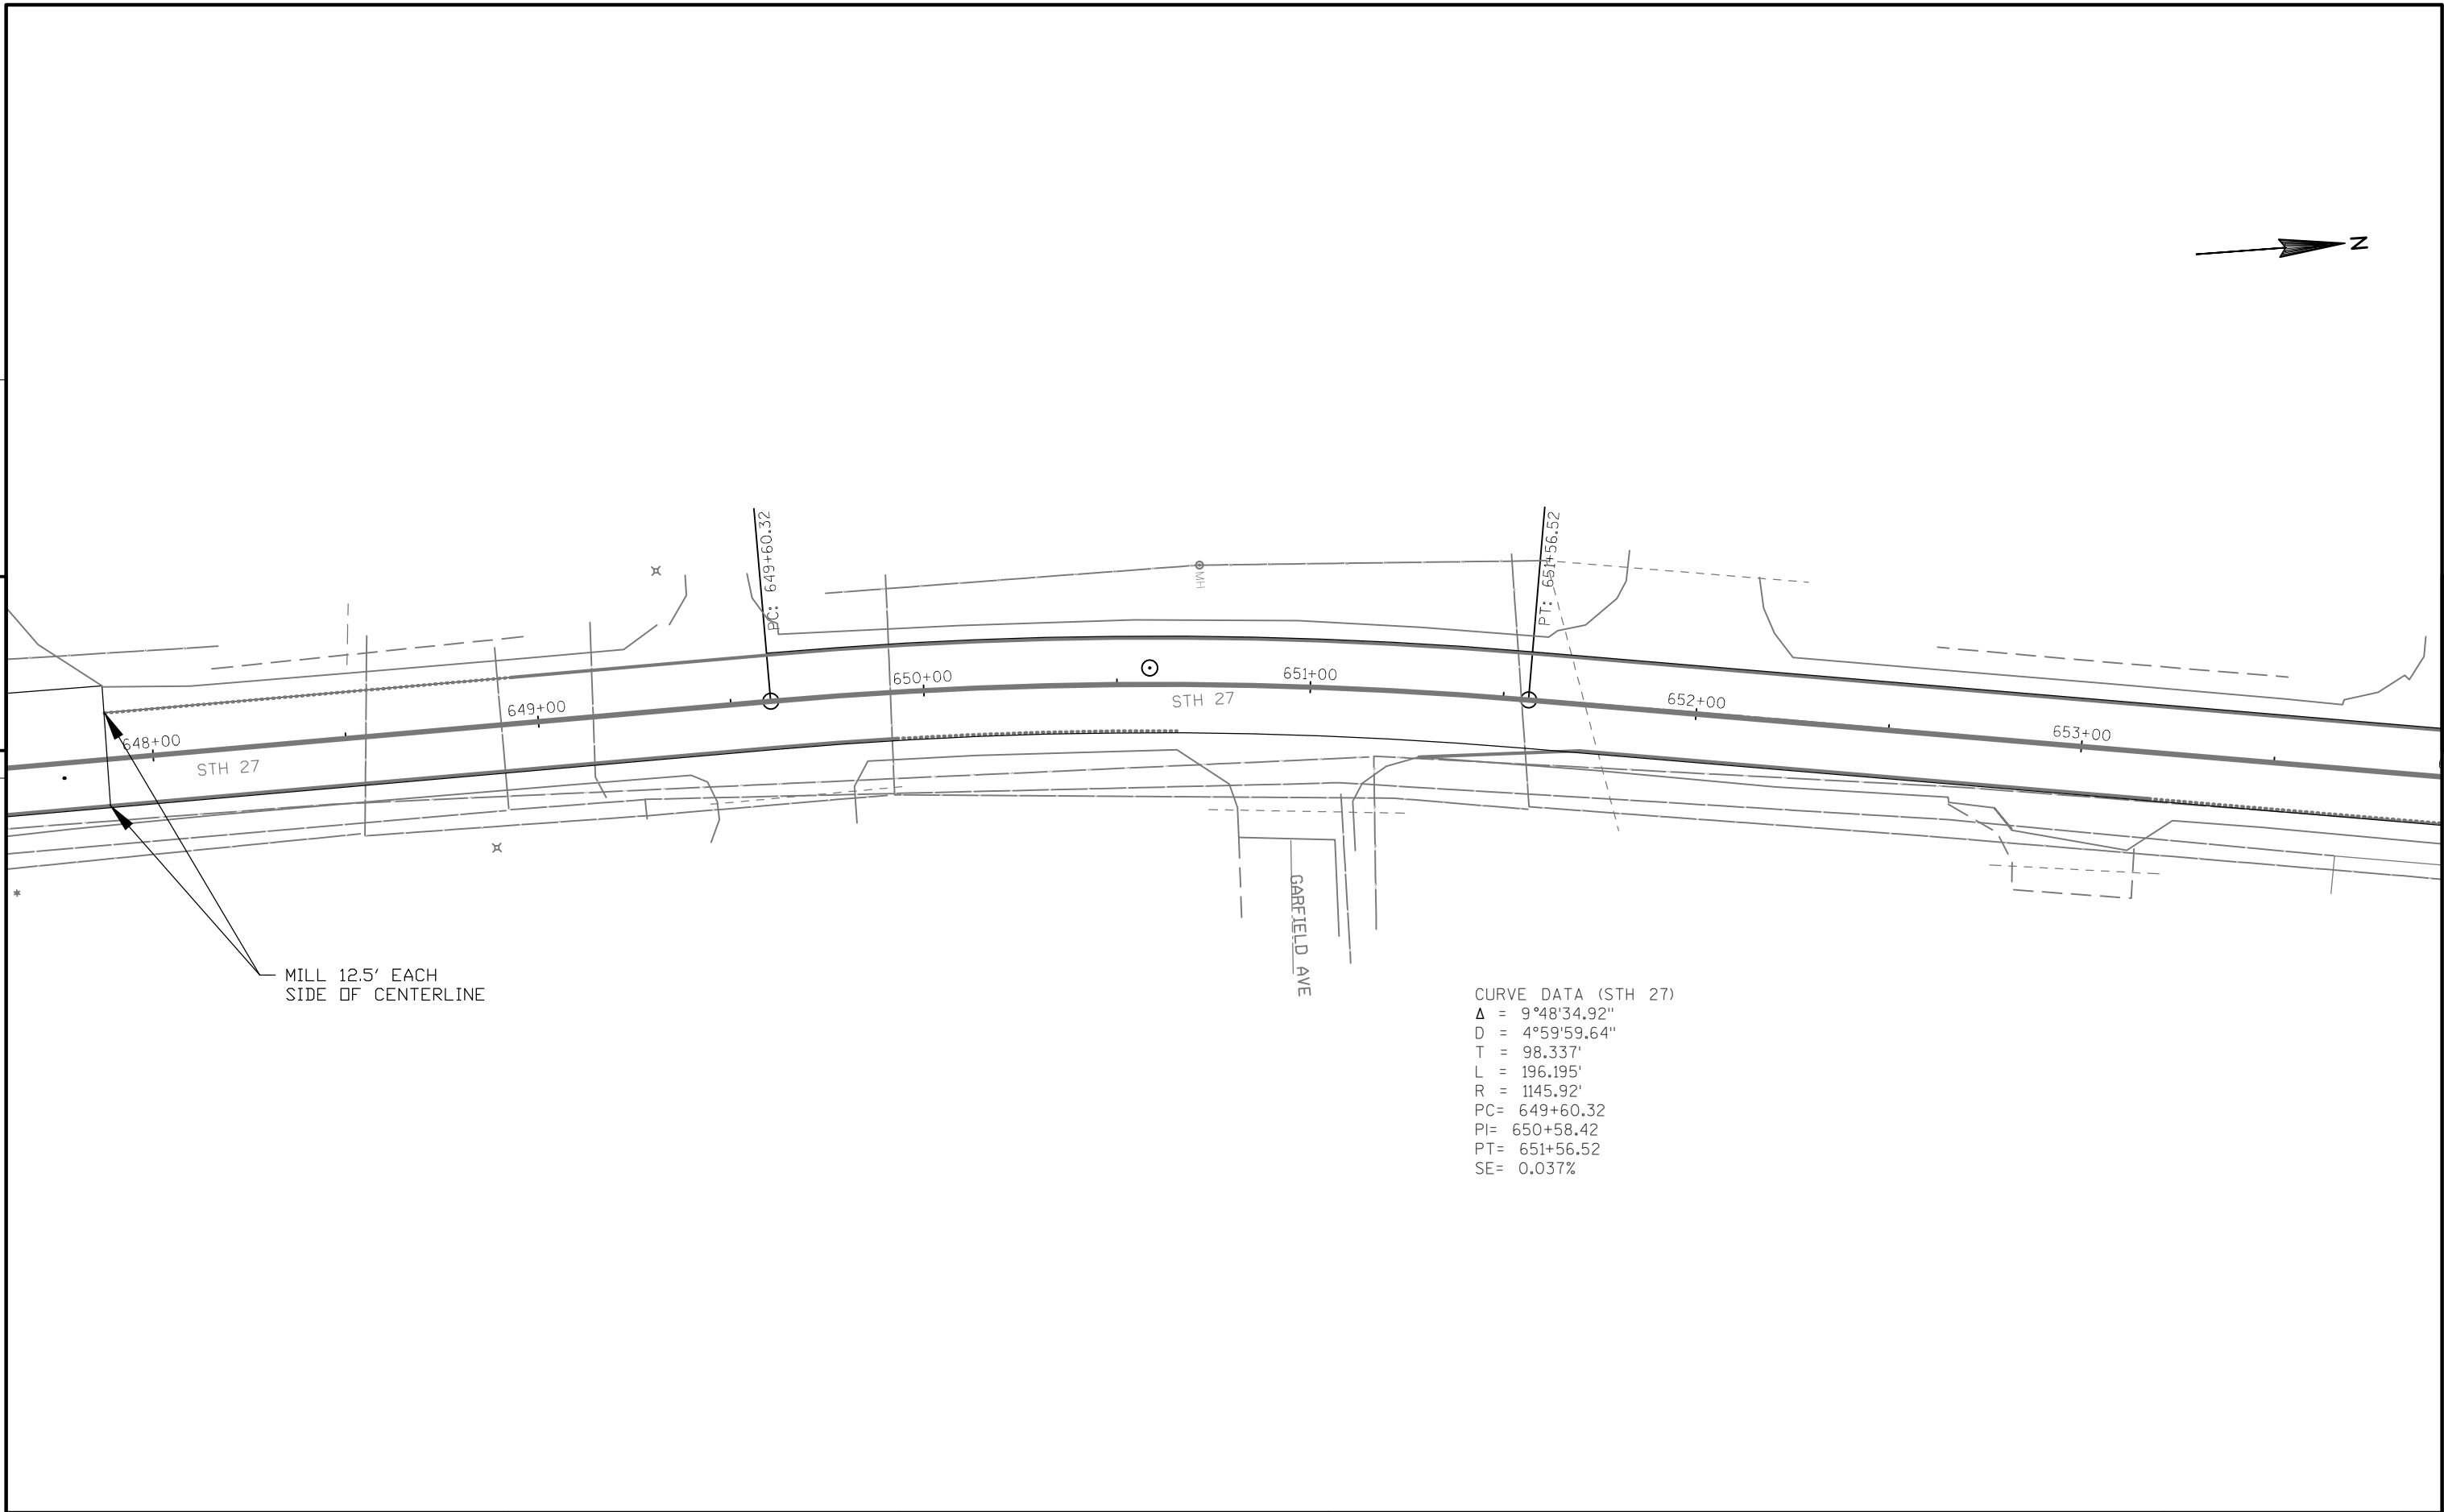 N
PC: 649+60.32
PT: 651+56.52
MH
648+00
649+00
650+00
651+00
652+00
653+00
STH 27
STH 27
GARFIELD AVE
MILL 12.5' EACH
SIDE OF CENTERLINE
CURVE DATA (STH 27)
Δ = 9°48'34.92"
D = 4°59'59.64"
T = 98.337'
L = 196.195'
R = 1145.92'
PC= 649+60.32
PI= 650+58.42
PT= 651+56.52
SE= 0.037%